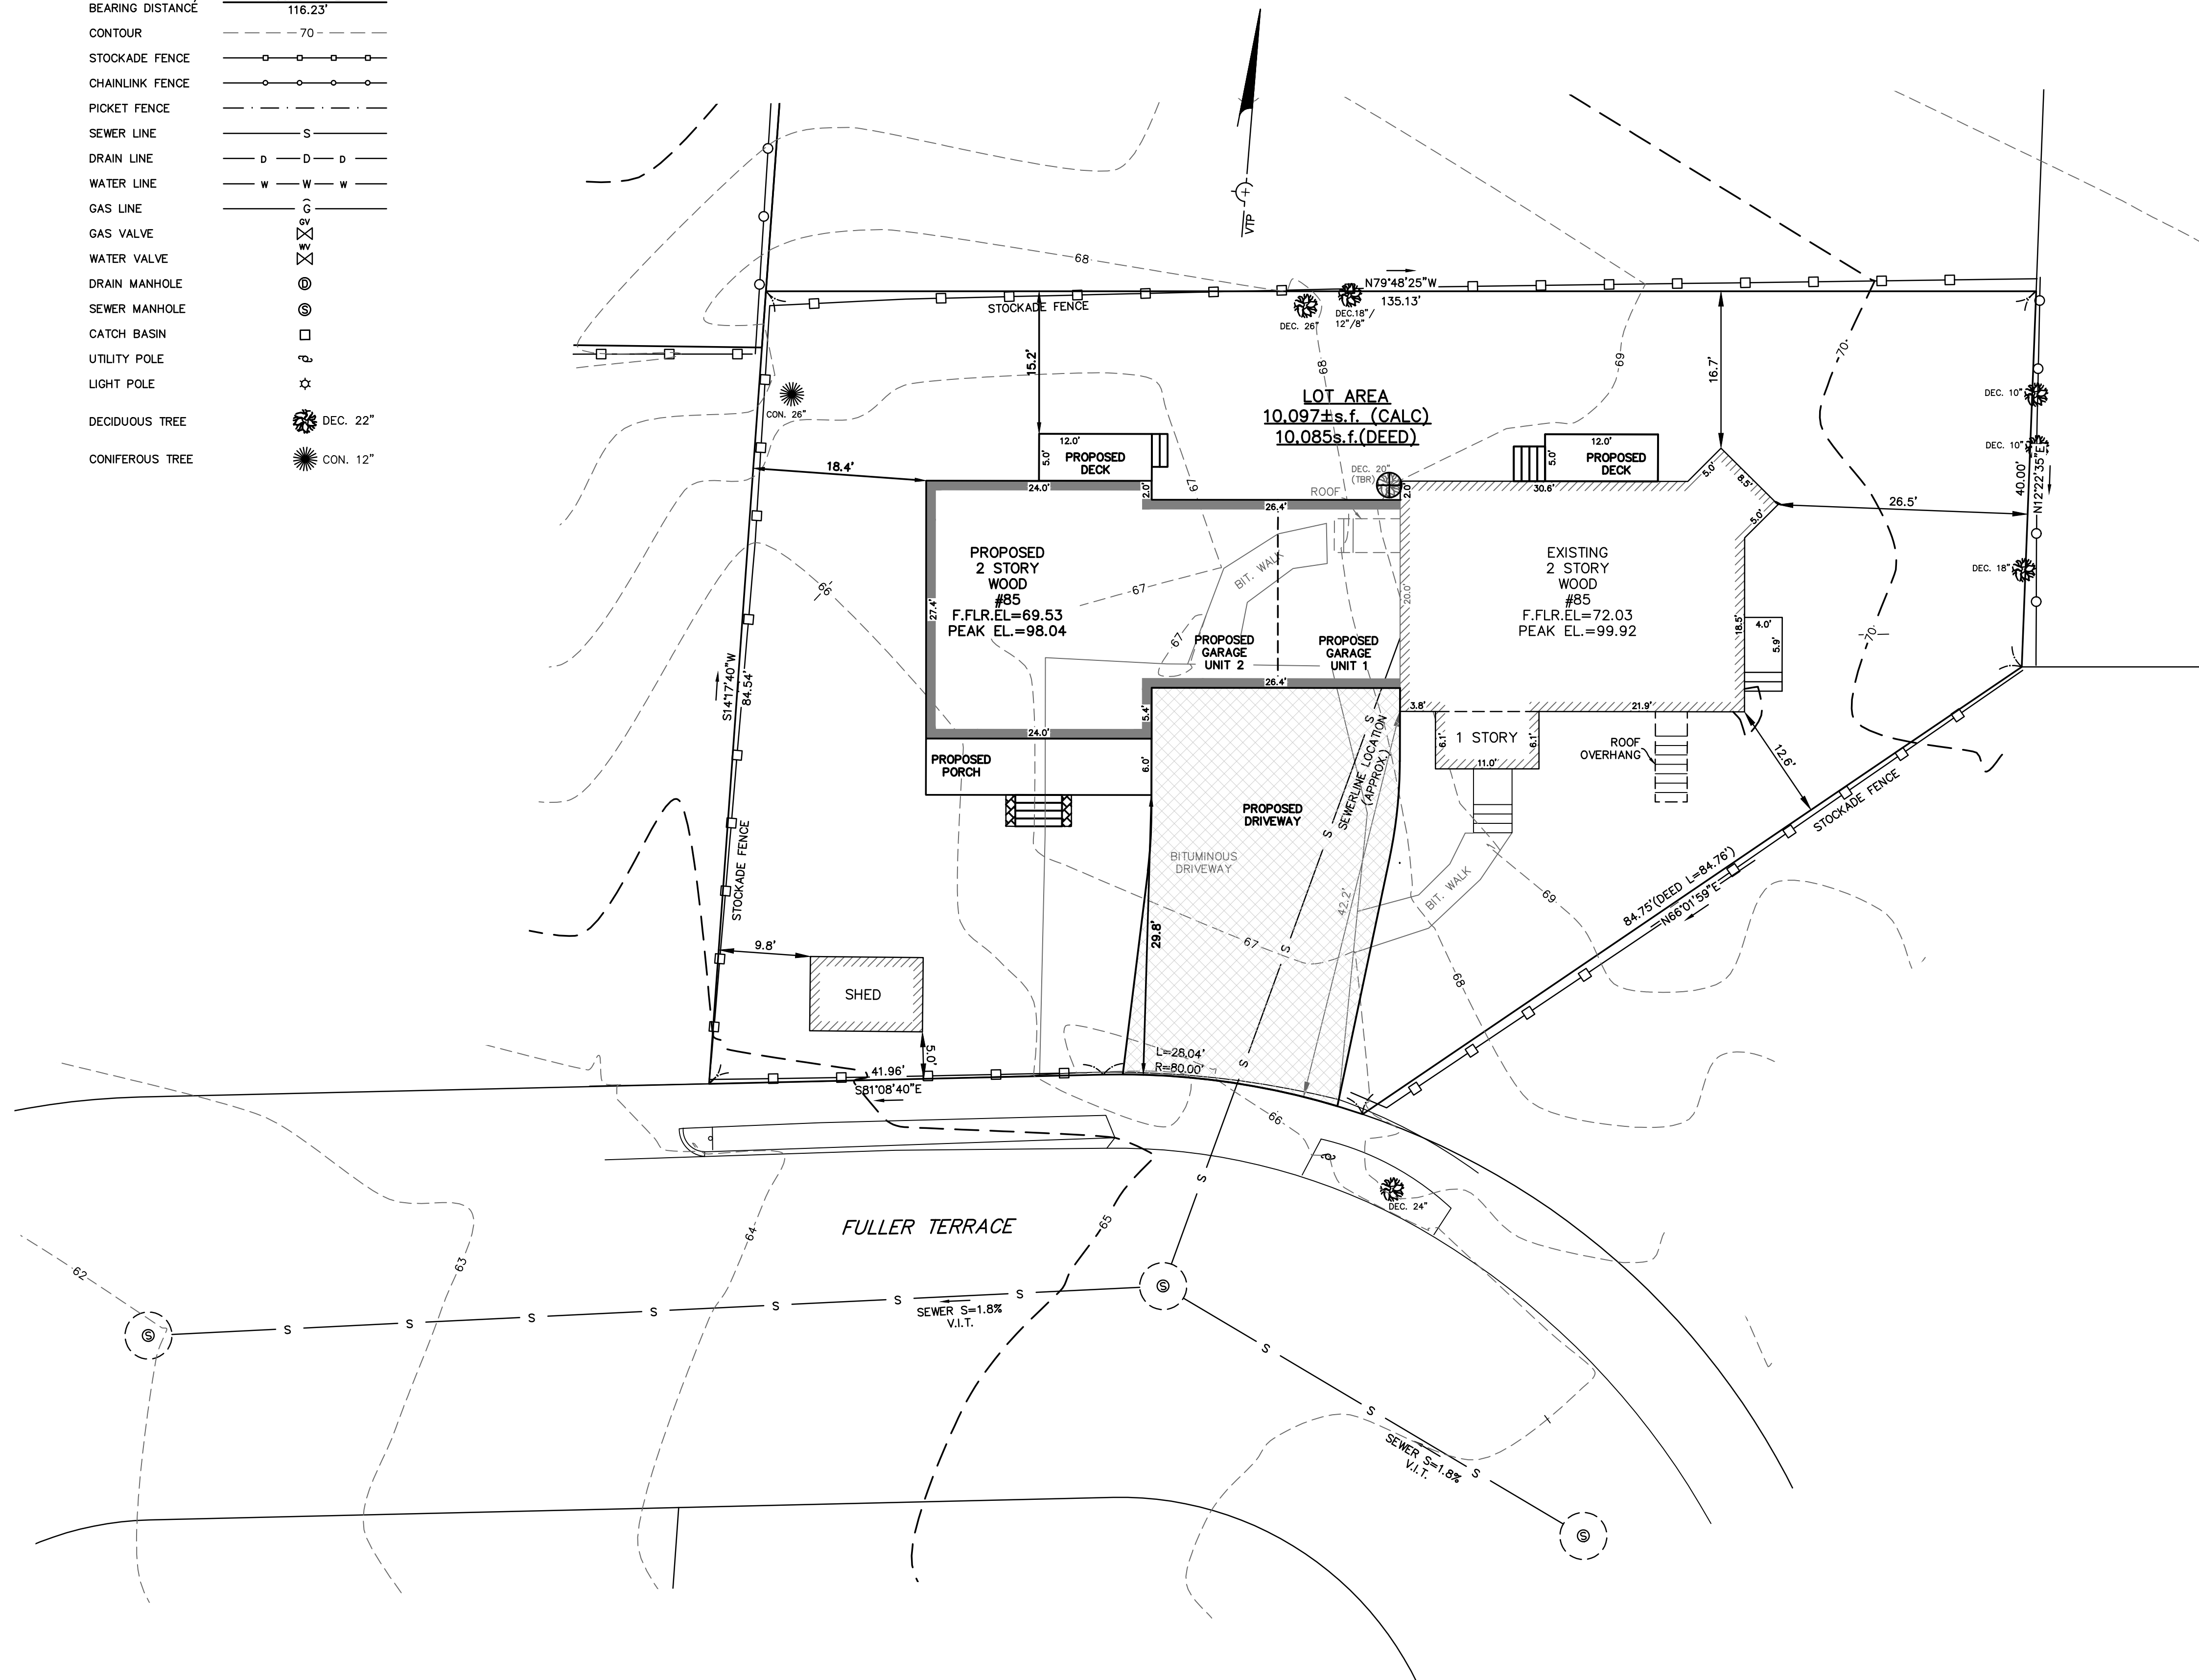 BEARING DISTANCE
116.23'
CONTOUR
70
STOCKADE FENCE
CHAINLINK FENCE
PICKET FENCE
SEWER LINE
S
DRAIN LINE
D D D
WATER LINE
W W W
GAS LINE
G
GAS VALVE
GV
WATER VALVE
WV
DRAIN MANHOLE
D
SEWER MANHOLE
S
CATCH BASIN
UTILITY POLE
LIGHT POLE
DECIDUOUS TREE
DEC. 22"
CONIFEROUS TREE
CON. 12"
VTP
68
N79°48'25"W
135.13'
STOCKADE FENCE
DEC. 26"
DEC.18"/
12"/8"
15.2'
68
69
16.7'
70
DEC. 10"
CON. 26"
LOT AREA
10,097±s.f. (CALC)
10,085s.f.(DEED)
DEC. 10"
40.00'
N12°22'35"E
12.0'
5.0'
PROPOSED
DECK
12.0'
5.0'
PROPOSED
DECK
18.4'
24.0'
2.0'
67
DEC. 20"
(TBR)
ROOF
2.0'
30.6'
5.0'
8.5'
5.0'
26.5'
26.4'
PROPOSED
2 STORY
WOOD
#85
F.FLR.EL=69.53
PEAK EL.=98.04
27.4'
66
67
BIT. WALK
20.0'
EXISTING
2 STORY
WOOD
#85
F.FLR.EL=72.03
PEAK EL.=99.92
DEC. 18"
18.5'
4.0'
5.9'
70
67
PROPOSED
GARAGE
UNIT 2
PROPOSED
GARAGE
UNIT 1
S14°17'40"W
84.54'
26.4'
5.4'
24.0'
3.8'
21.9'
6.1'
1 STORY
6.1'
11.0'
ROOF
OVERHANG
12.6'
PROPOSED
PORCH
6.0'
S
SEWERLINE LOCATION
(APPROX.)
PROPOSED
DRIVEWAY
S
STOCKADE FENCE
BITUMINOUS
DRIVEWAY
STOCKADE FENCE
84.75'(DEED L=84.76')
N66°01'59"E
BIT. WALK
42.2'
69
29.8'
67
S
68
9.8'
SHED
5.0'
L=28.04'
R=80.00'
S
41.96'
S81°08'40"E
66
S
DEC. 24"
FULLER TERRACE
65
64
63
62
S
S
S S S S S S S
SEWER S=1.8%
V.I.T.
S
S
SEWER S=1.8%
V.I.T.
S
S